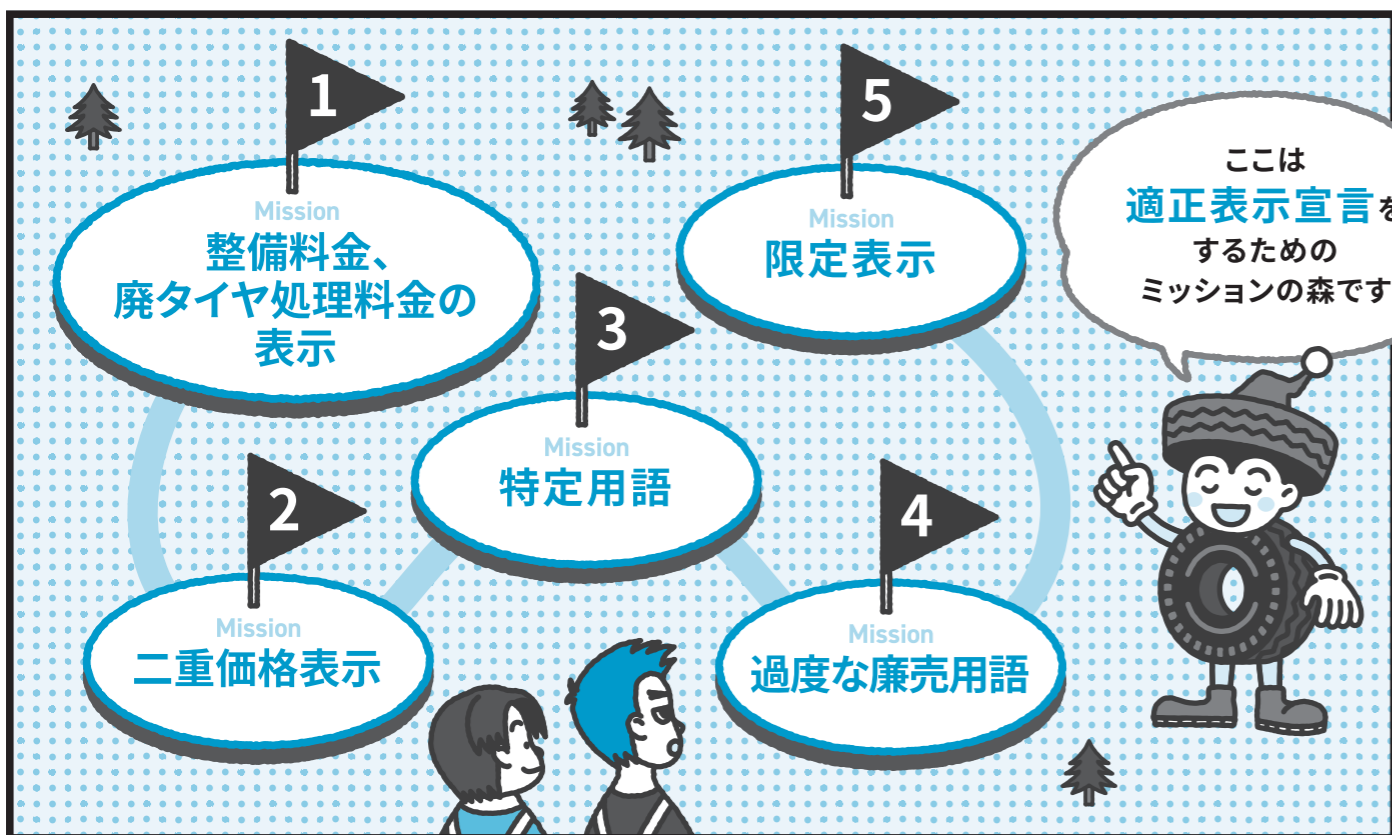 1
Mission
整備料金、
廃タイヤ処理料金の
表示
2
Mission
二重価格表示
3
Mission
特定用語
4
Mission
過度な廉売用語
5
Mission
限定表示
ここは
適正表示宣言を
するための
ミッションの森です